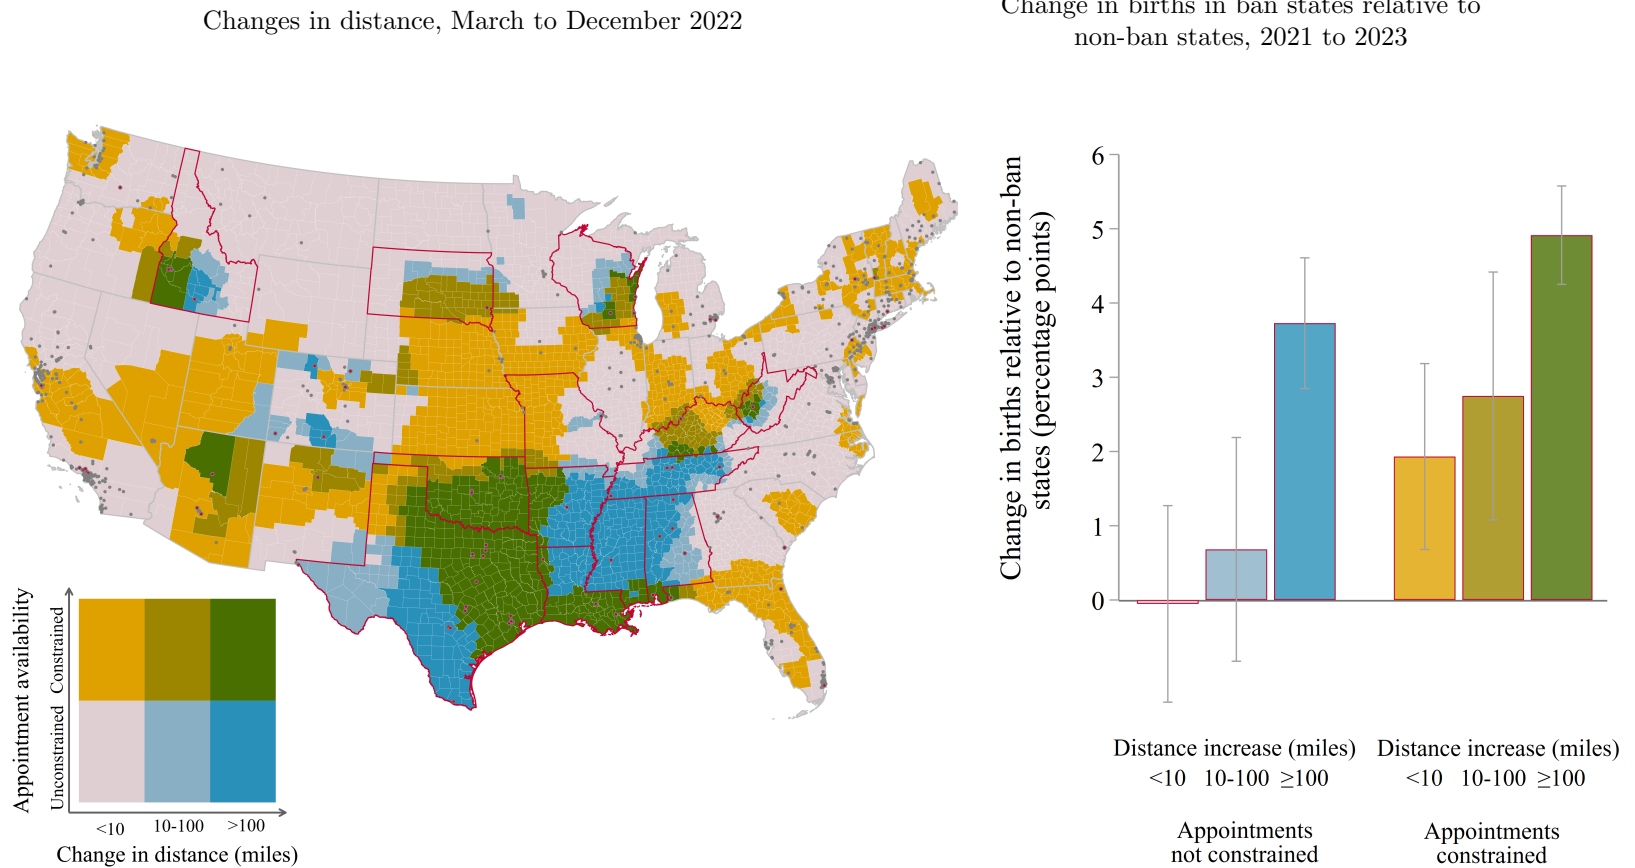 Changes in distance, March to December 2022
Change in births in ban states relative to
non-ban states, 2021 to 2023
Appointment availability
Constrained
Unconstrained
<10 10-100 >100
Change in distance (miles)
Change in births relative to non-ban
states (percentage points)
6
5
4
3
2
1
0
Distance increase (miles) Distance increase (miles)
<10 10-100 ≥100 <10 10-100 ≥100
Appointments Appointments
not constrained constrained